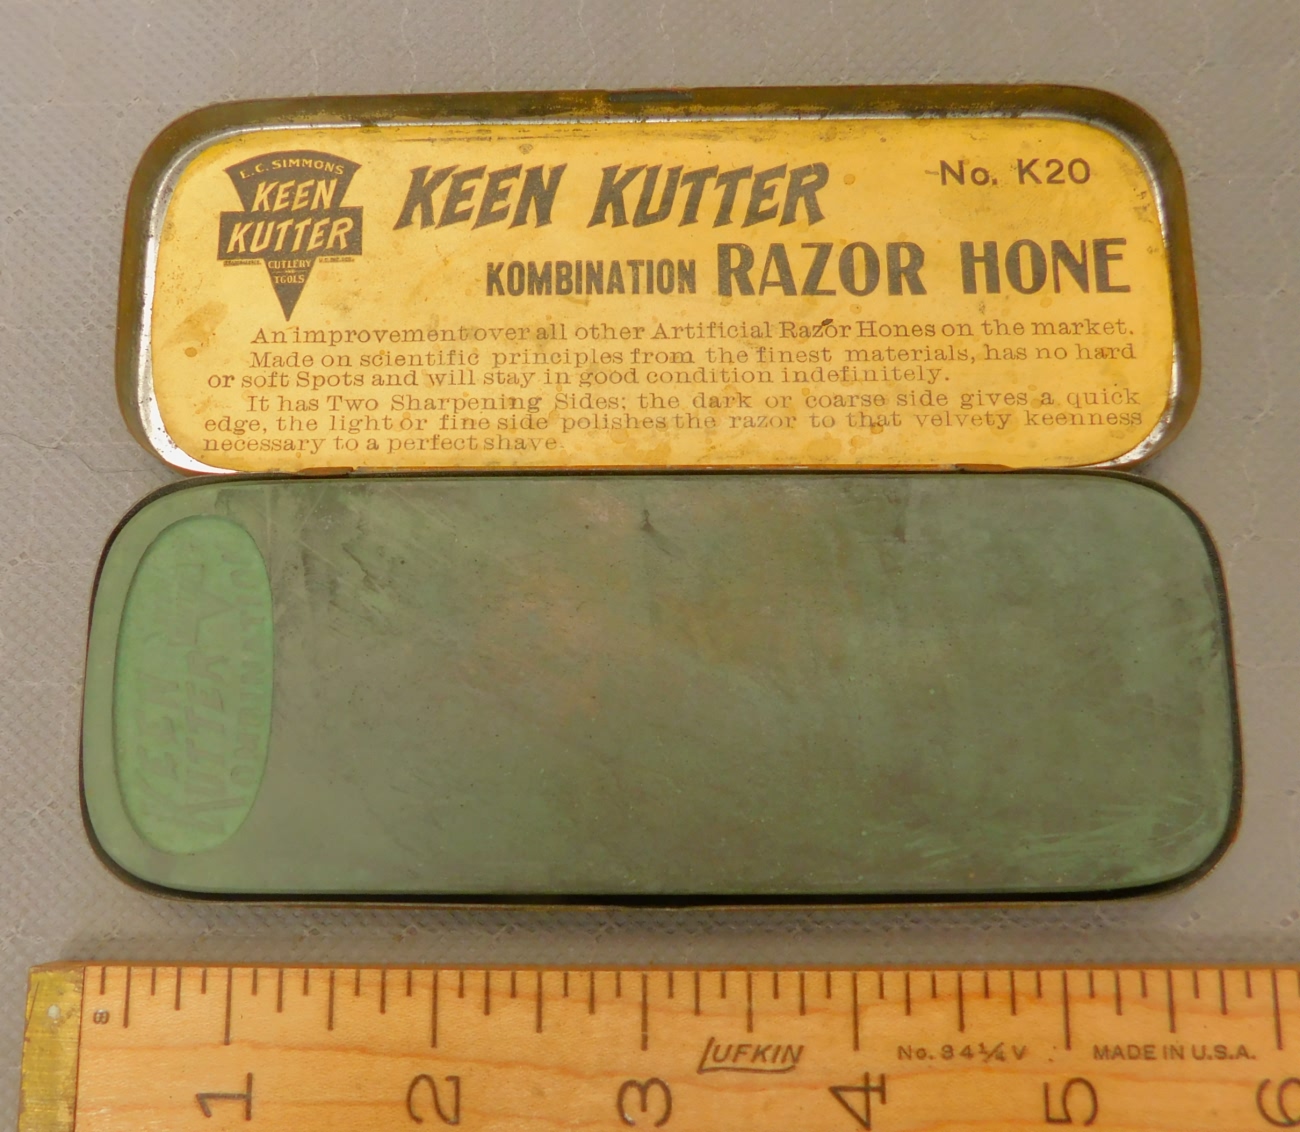 E.C. SIMMONS
KEEN
KUTTER
CUTLERY
AND
TOOLS
KEEN KUTTER
No. K20
KOMBINATION RAZOR HONE
An improvement over all other Artificial Razor Hones on the market.
Made on scientific principles from the finest materials, has no hard
or soft Spots and will stay in good condition indefinitely.
It has Two Sharpening Sides; the dark or coarse side gives a quick
edge, the light or fine side polishes the razor to that velvety keenness
necessary to a perfect shave.
KEEN
KUTTER
KOMBINATION
8
LUFKIN
No. 34¼ V
MADE IN U.S.A.
1 2 3 4 5 6